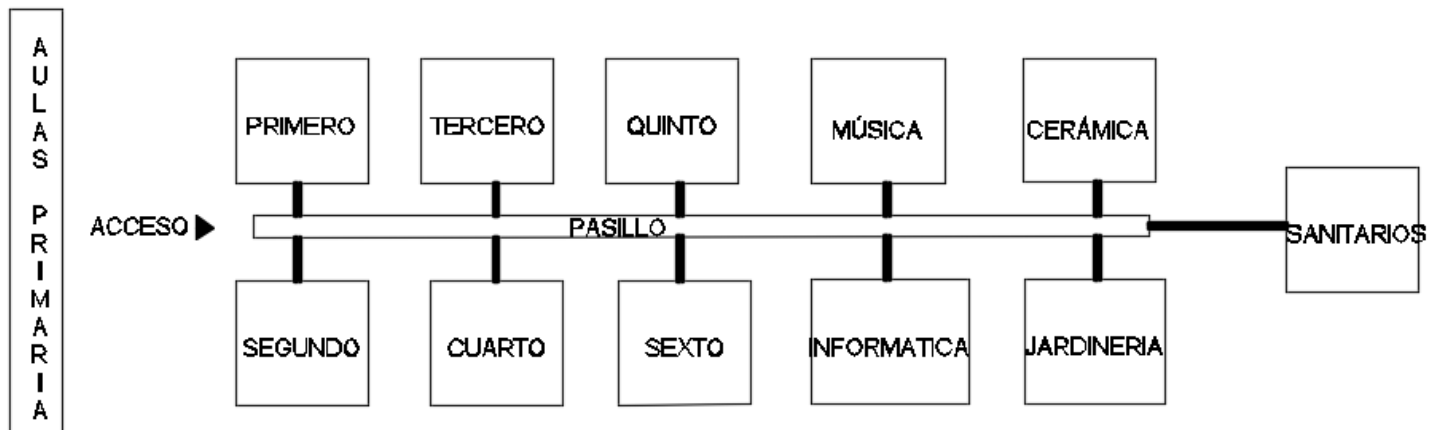 AULAS PRIMARIA
PRIMERO
TERCERO
QUINTO
MÚSICA
CERÁMICA
ACCESO
PASILLO
SANITARIOS
SEGUNDO
CUARTO
SEXTO
INFORMATICA
JARDINERIA